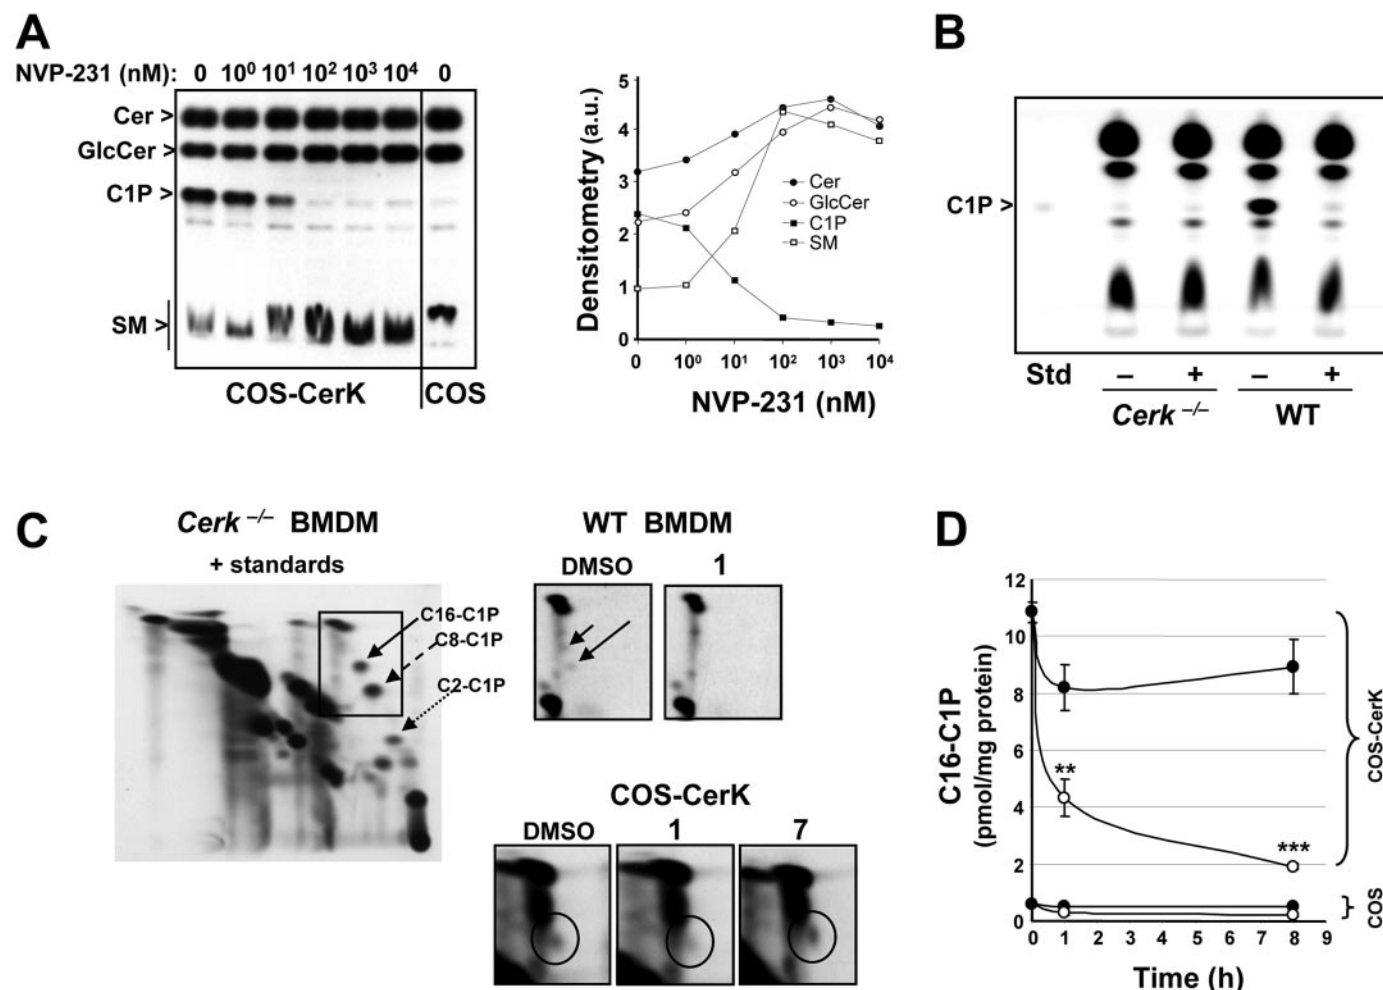 A
NVP-231 (nM): 0 10⁰ 10¹ 10² 10³ 10⁴ 0
Cer >
GlcCer >
C1P >
SM >
COS-CerK COS
Densitometry (a.u.)
5
4
3
2
1
0
Cer
GlcCer
C1P
SM
0 10⁰ 10¹ 10² 10³ 10⁴
NVP-231 (nM)
B
C1P >
Std – + – +
Cerk –/– WT
C
Cerk –/– BMDM
+ standards
C16-C1P
C8-C1P
C2-C1P
WT BMDM
DMSO 1
COS-CerK
DMSO 1 7
D
C16-C1P
(pmol/mg protein)
12
10
8
6
4
2
0
**
***
COS-CerK
COS
0 1 2 3 4 5 6 7 8 9
Time (h)